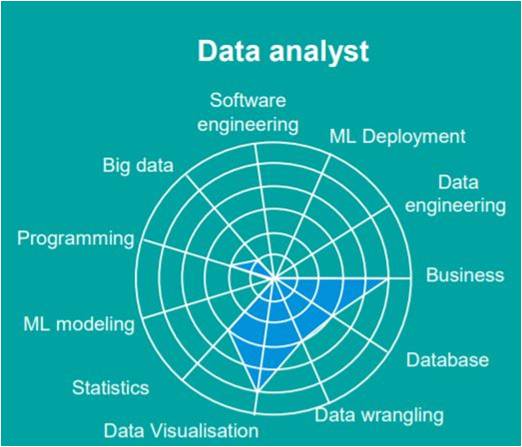 Data analyst
Software
engineering
ML Deployment
Big data
Data
engineering
Programming
Business
ML modeling
Database
Statistics
Data wrangling
Data Visualisation